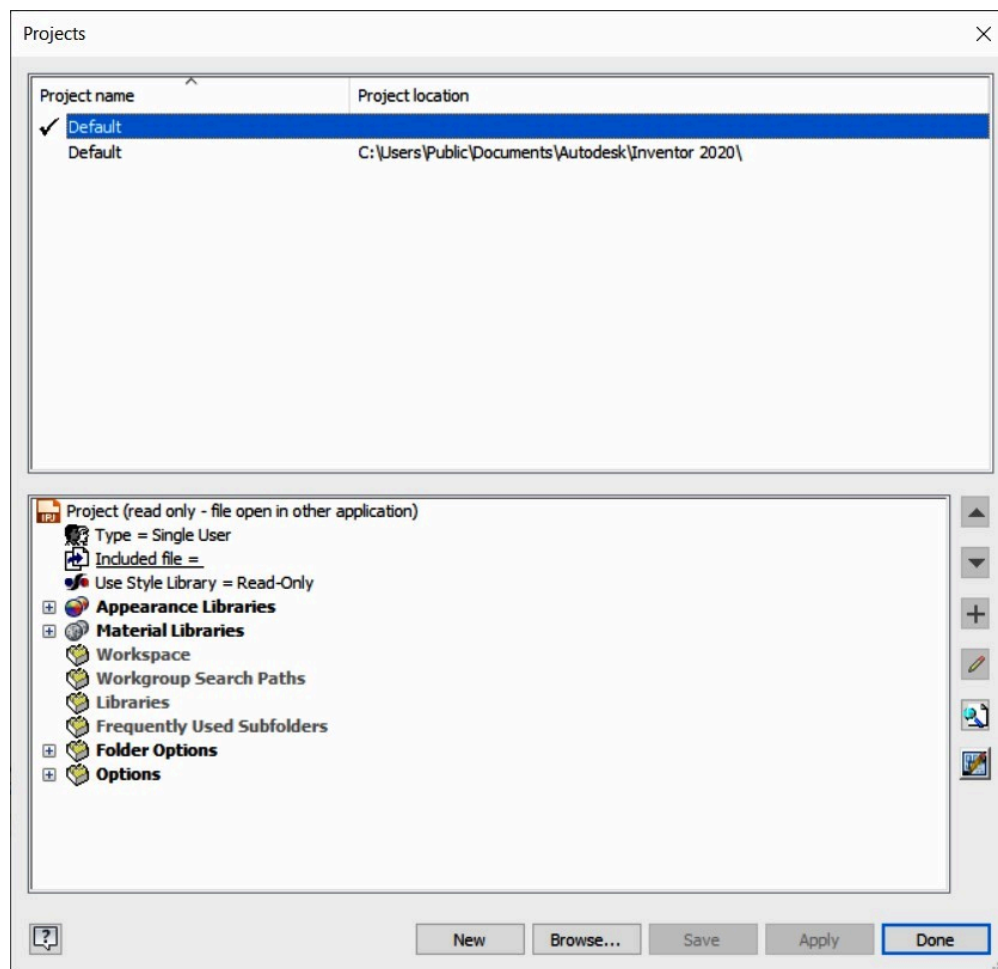 Projects
Project name Project location
Default
Default C:\Users\Public\Documents\Autodesk\Inventor 2020\
IPJ Project (read only - file open in other application)
Type = Single User
Included file =
Use Style Library = Read-Only
Appearance Libraries
Material Libraries
Workspace
Workgroup Search Paths
Libraries
Frequently Used Subfolders
Folder Options
Options
? New Browse... Save Apply Done